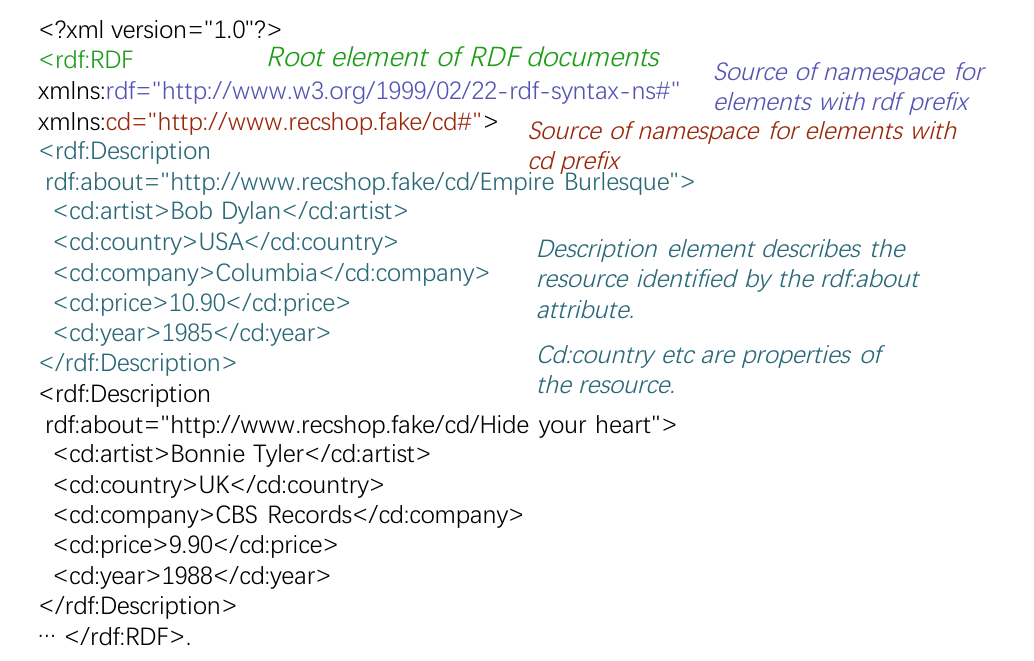 <?xml version="1.0"?>
<rdf:RDF
Root element of RDF documents
xmlns:rdf="http://www.w3.org/1999/02/22-rdf-syntax-ns#"
Source of namespace for
elements with rdf prefix
xmlns:cd="http://www.recshop.fake/cd#">
Source of namespace for elements with
cd prefix
<rdf:Description
rdf:about="http://www.recshop.fake/cd/Empire Burlesque">
<cd:artist>Bob Dylan</cd:artist>
<cd:country>USA</cd:country>
<cd:company>Columbia</cd:company>
<cd:price>10.90</cd:price>
<cd:year>1985</cd:year>
</rdf:Description>
Description element describes the
resource identified by the rdf:about
attribute.
Cd:country etc are properties of
the resource.
<rdf:Description
rdf:about="http://www.recshop.fake/cd/Hide your heart">
<cd:artist>Bonnie Tyler</cd:artist>
<cd:country>UK</cd:country>
<cd:company>CBS Records</cd:company>
<cd:price>9.90</cd:price>
<cd:year>1988</cd:year>
</rdf:Description>
… </rdf:RDF>.